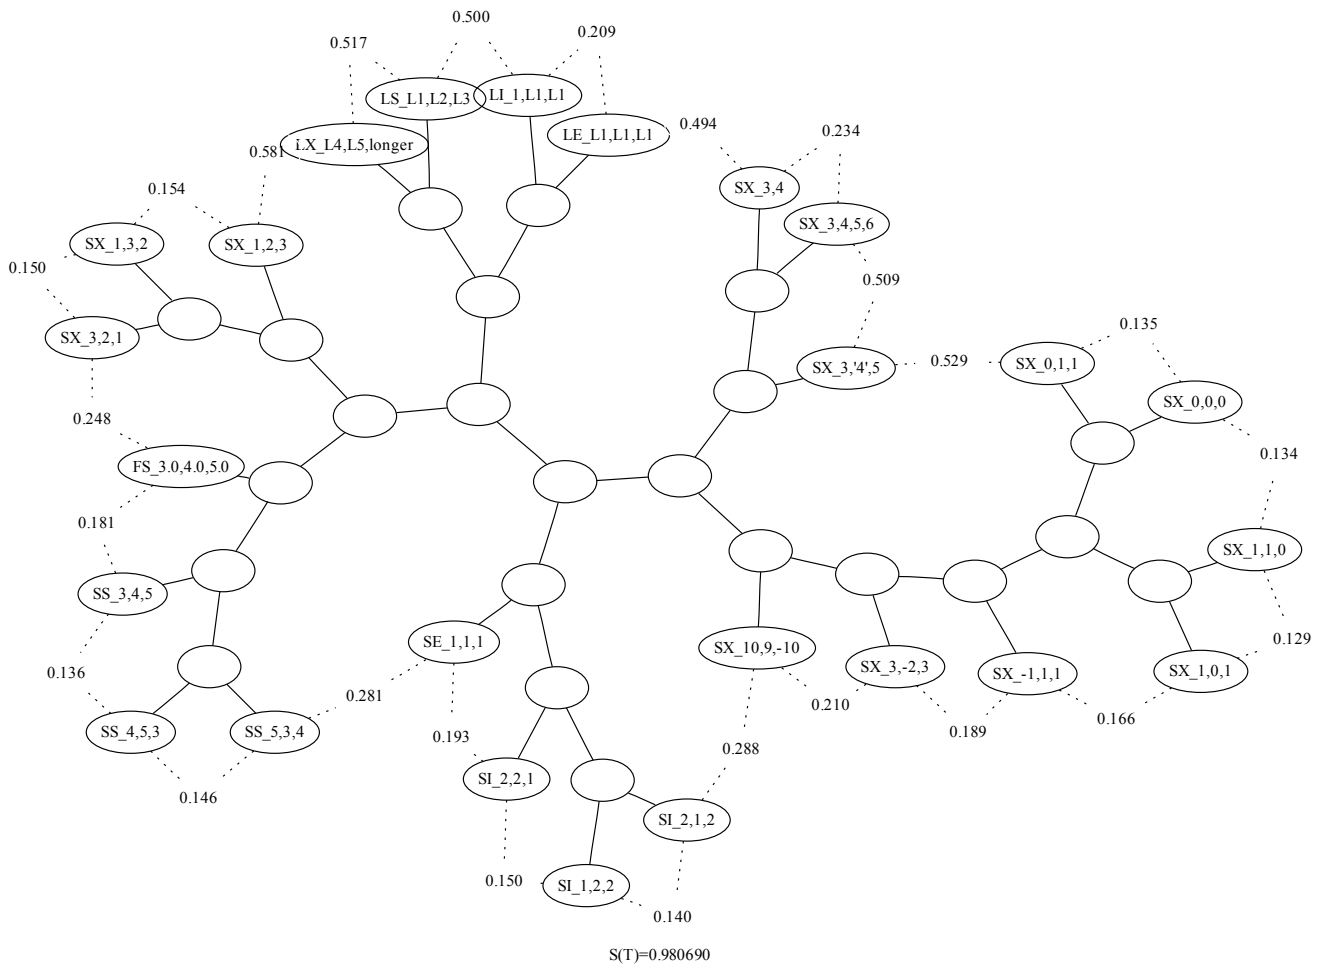 0.500
0.209
0.517
LS_L1,L2,L3
LI_1,L1,L1
LE_L1,L1,L1
0.494
0.234
LX_L4,L5,longer
0.581
0.154
SX_3,4
SX_3,4,5,6
SX_1,3,2
SX_1,2,3
0.150
0.509
SX_3,2,1
0.135
SX_3,'4',5
0.529
SX_0,1,1
SX_0,0,0
0.248
0.134
FS_3.0,4.0,5.0
0.181
SX_1,1,0
SS_3,4,5
SE_1,1,1
SX_10,9,-10
0.129
0.136
SX_3,-2,3
SX_-1,1,1
SX_1,0,1
0.281
0.210
0.166
SS_4,5,3
SS_5,3,4
0.189
0.193
0.288
SI_2,2,1
0.146
SI_2,1,2
0.150
SI_1,2,2
0.140
S(T)=0.980690